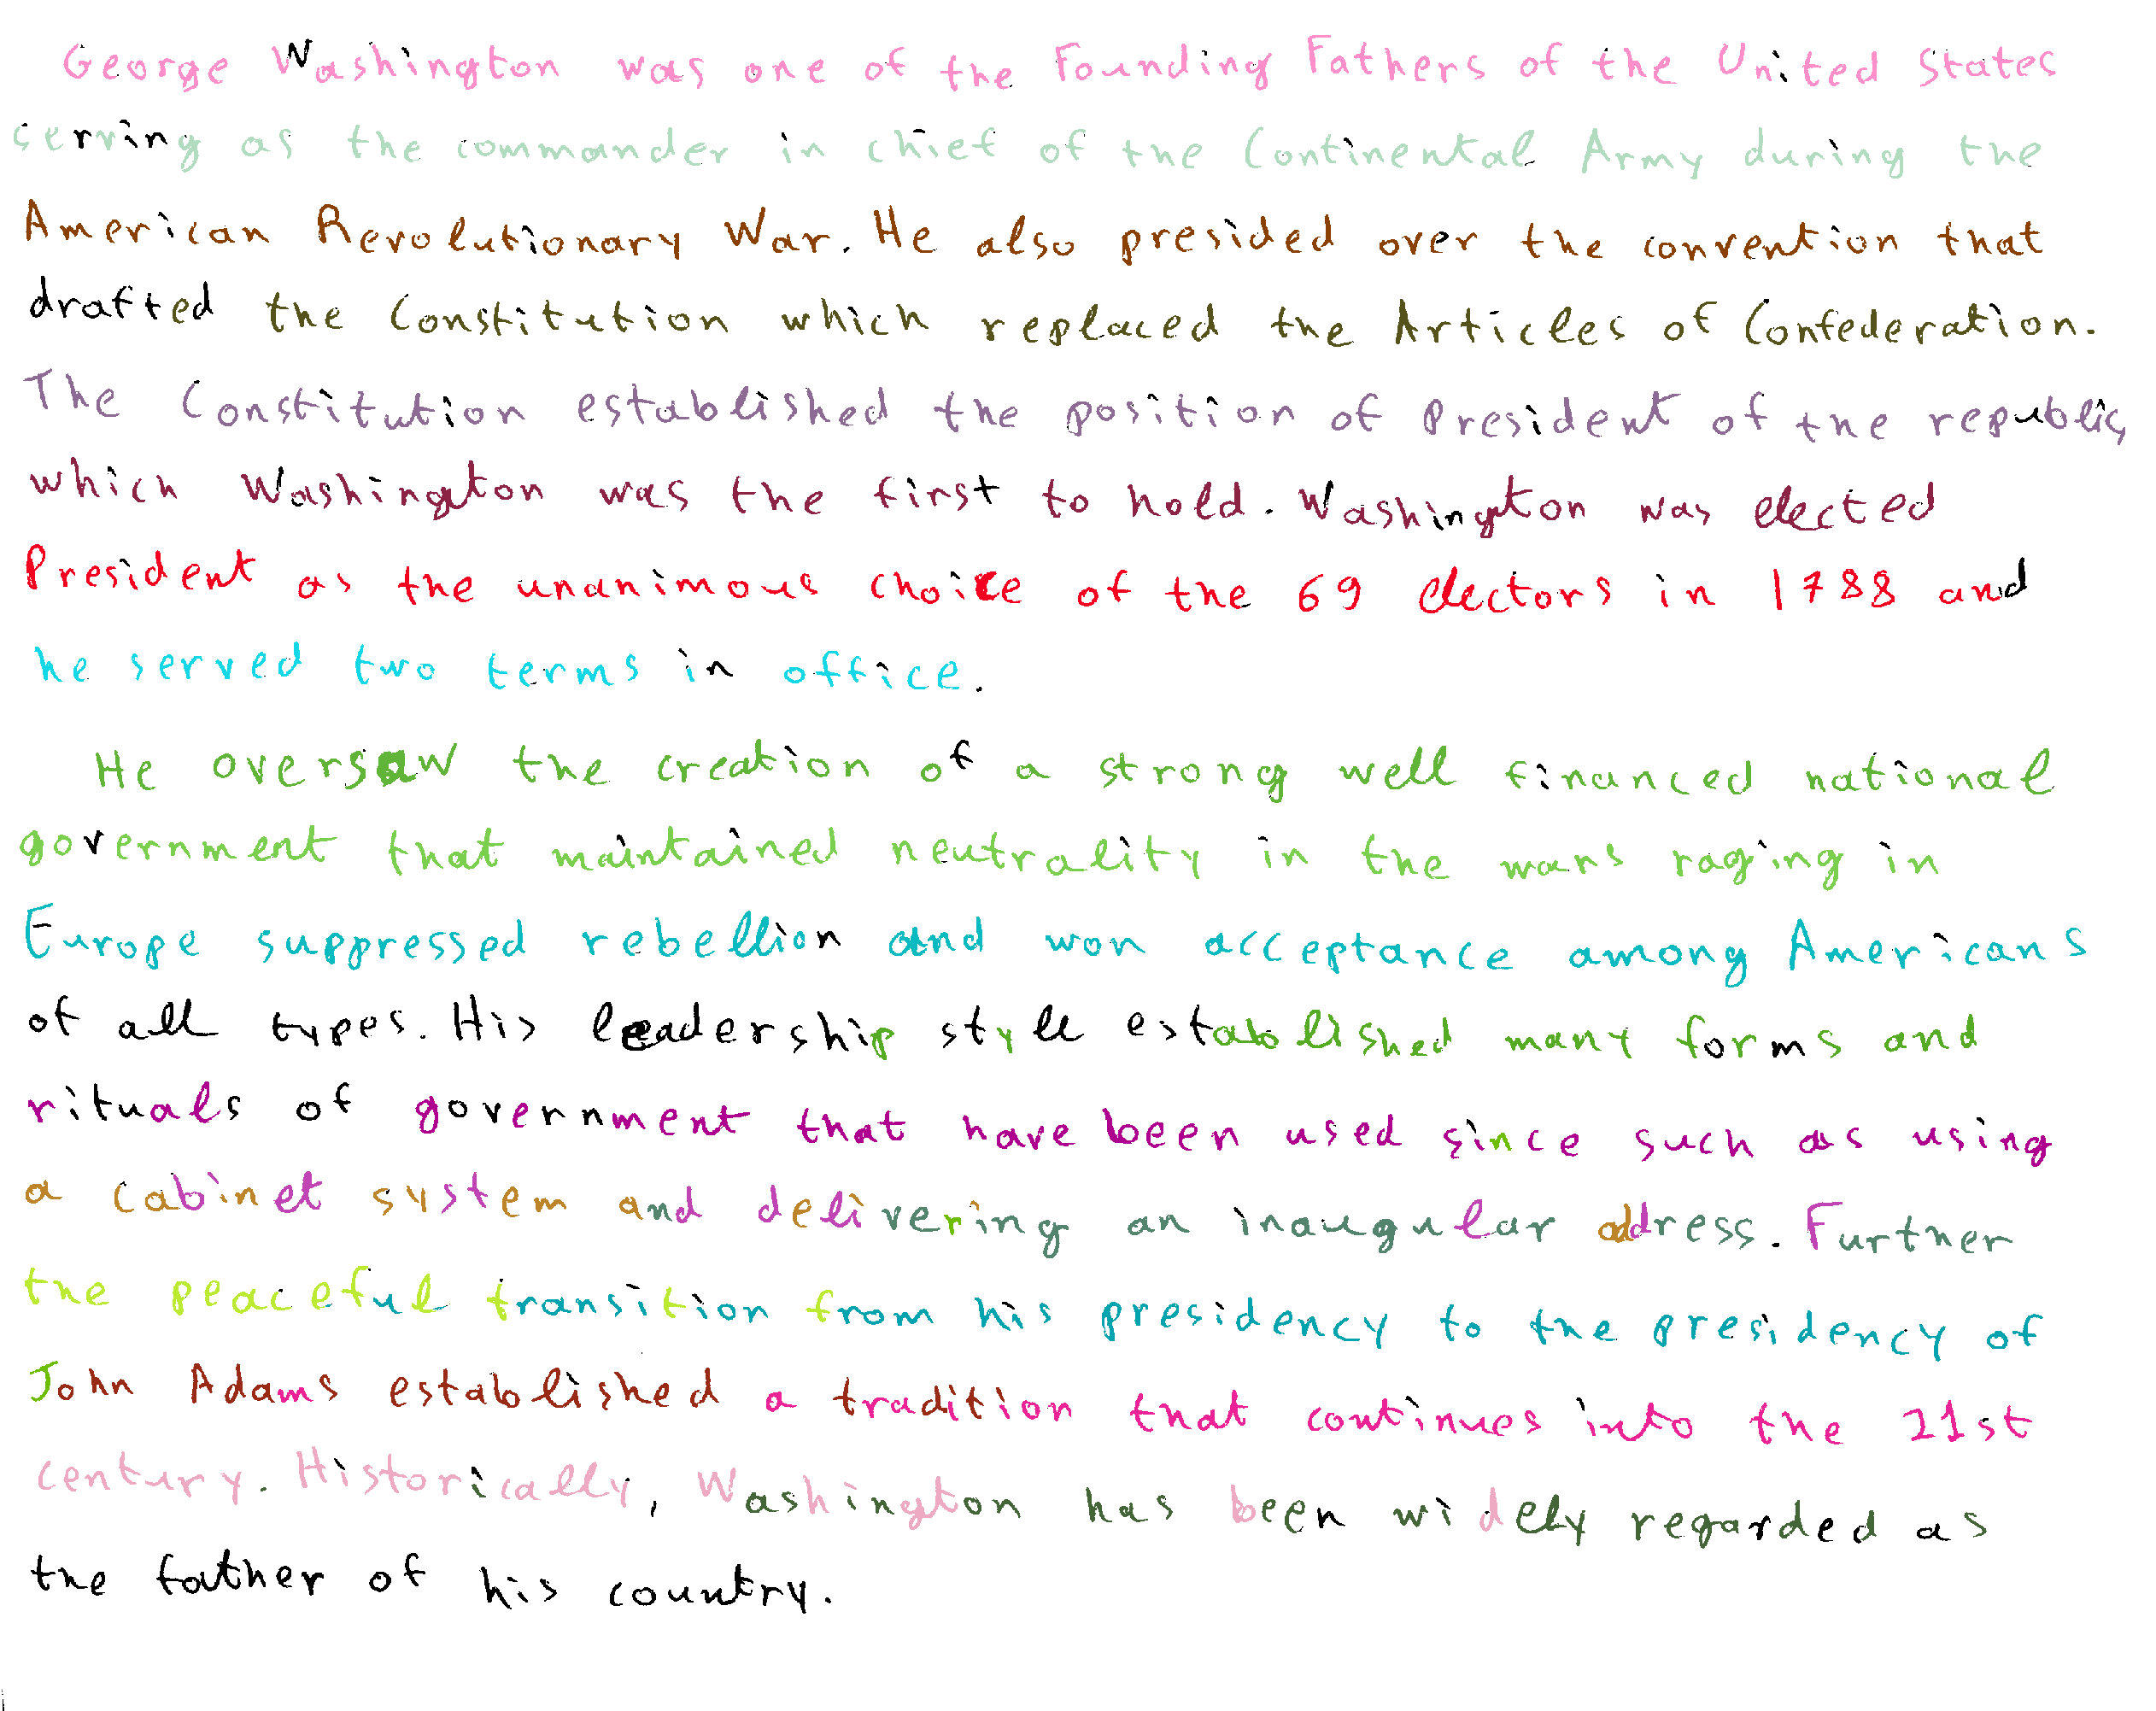 George Washington was one of the Founding Fathers of the United States
serving as the commander in chief of the Continental Army during the
American Revolutionary War. He also presided over the convention that
drafted the Constitution which replaced the Articles of Confederation.
The Constitution established the position of President of the republic,
which Washington was the first to hold. Washington was elected
President as the unanimous choice of the 69 electors in 1788 and
he served two terms in office.
He oversaw the creation of a strong well financed national
government that maintained neutrality in the wars raging in
Europe suppressed rebellion and won acceptance among Americans
of all types. His leadership style established many forms and
rituals of government that have been used since such as using
a cabinet system and delivering an inaugular address. Further
the peaceful transition from his presidency to the presidency of
John Adams established a tradition that continues into the 21st
century. Historically, Washington has been widely regarded as
the father of his country.